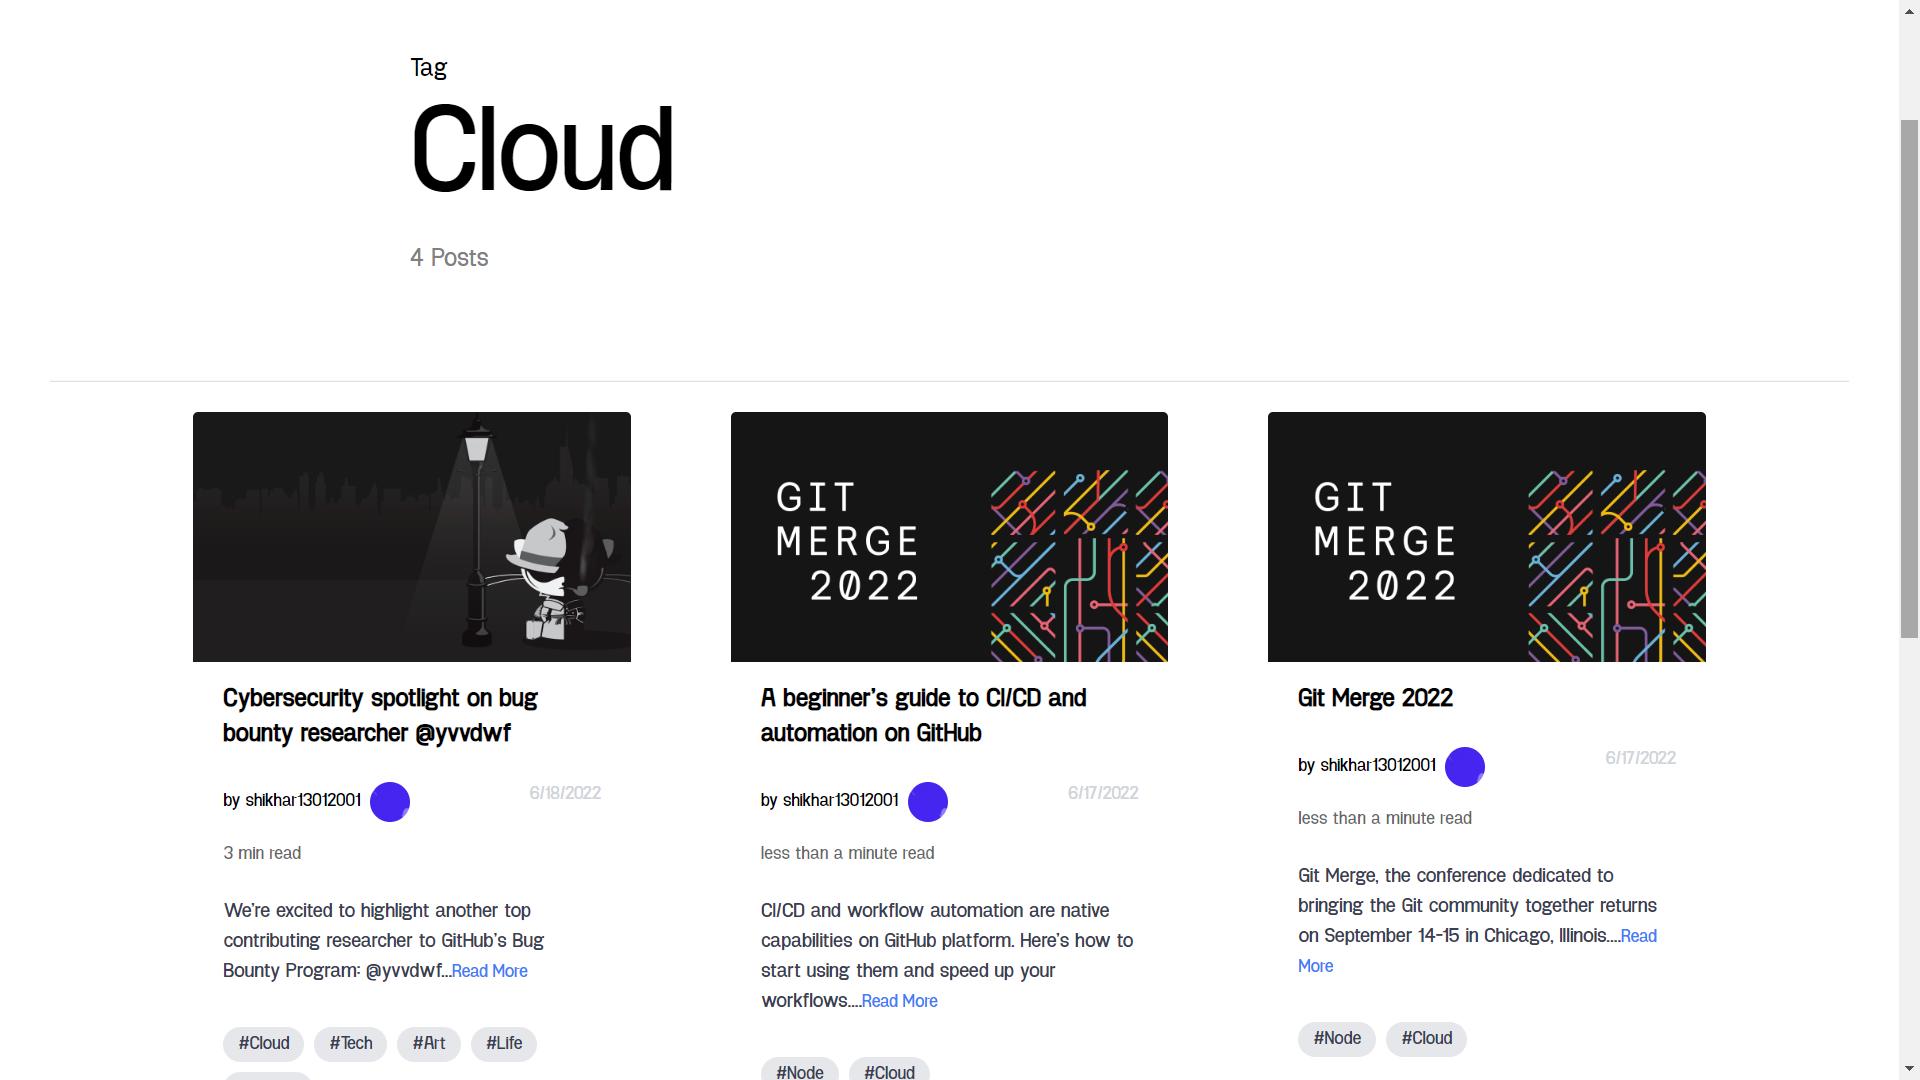 Tag
Cloud
4 Posts
GIT
MERGE
2022
GIT
MERGE
2022
Cybersecurity spotlight on bug
bounty researcher @yvvdwf
by shikhar13012001
6/18/2022
3 min read
We're excited to highlight another top
contributing researcher to GitHub's Bug
Bounty Program: @yvvdwf...Read More
#Cloud #Tech #Art #Life
A beginner's guide to CI/CD and
automation on GitHub
by shikhar13012001
6/17/2022
less than a minute read
CI/CD and workflow automation are native
capabilities on GitHub platform. Here's how to
start using them and speed up your
workflows....Read More
#Node #Cloud
Git Merge 2022
by shikhar13012001
6/17/2022
less than a minute read
Git Merge, the conference dedicated to
bringing the Git community together returns
on September 14-15 in Chicago, Illinois....Read
More
#Node #Cloud